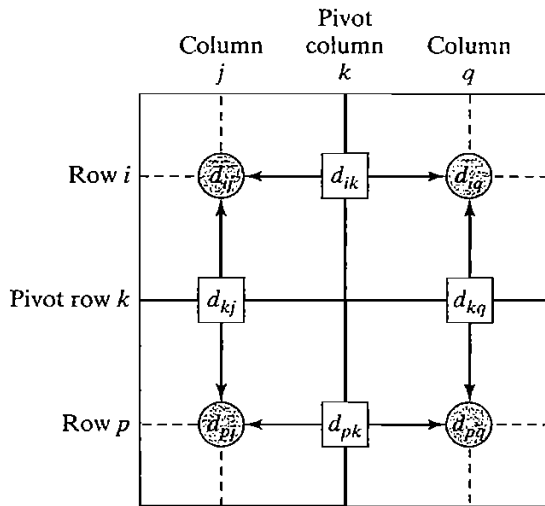 Pivot
Column column Column
j k q
Row i d_ij d_ik d_iq
Pivot row k d_kj d_kq
Row p d_pj d_pk d_pq